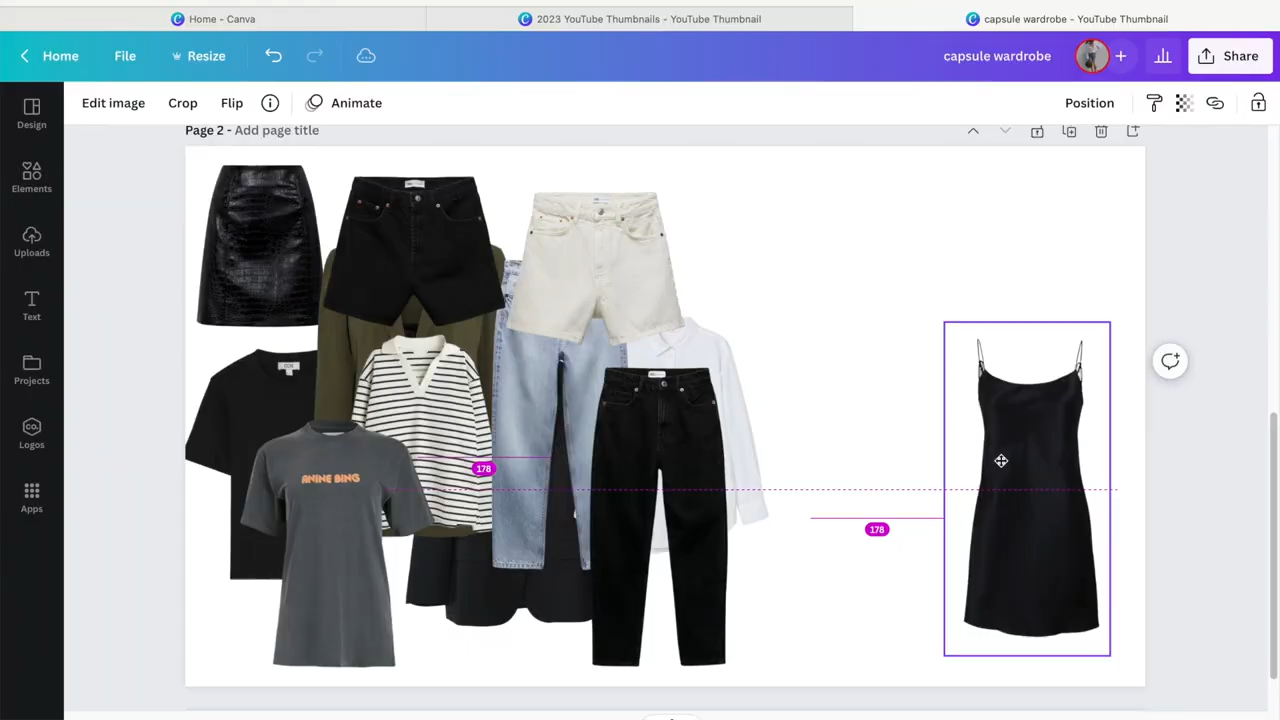 Home - Canva
2023 YouTube Thumbnails - YouTube Thumbnail
capsule wardrobe - YouTube Thumbnail
Home
File
Resize
capsule wardrobe
Share
Edit image
Crop
Flip
Animate
Position
Design
Elements
Uploads
Text
Projects
CO.
Logos
Apps
Page 2 - Add page title
ANINE BING
178
178